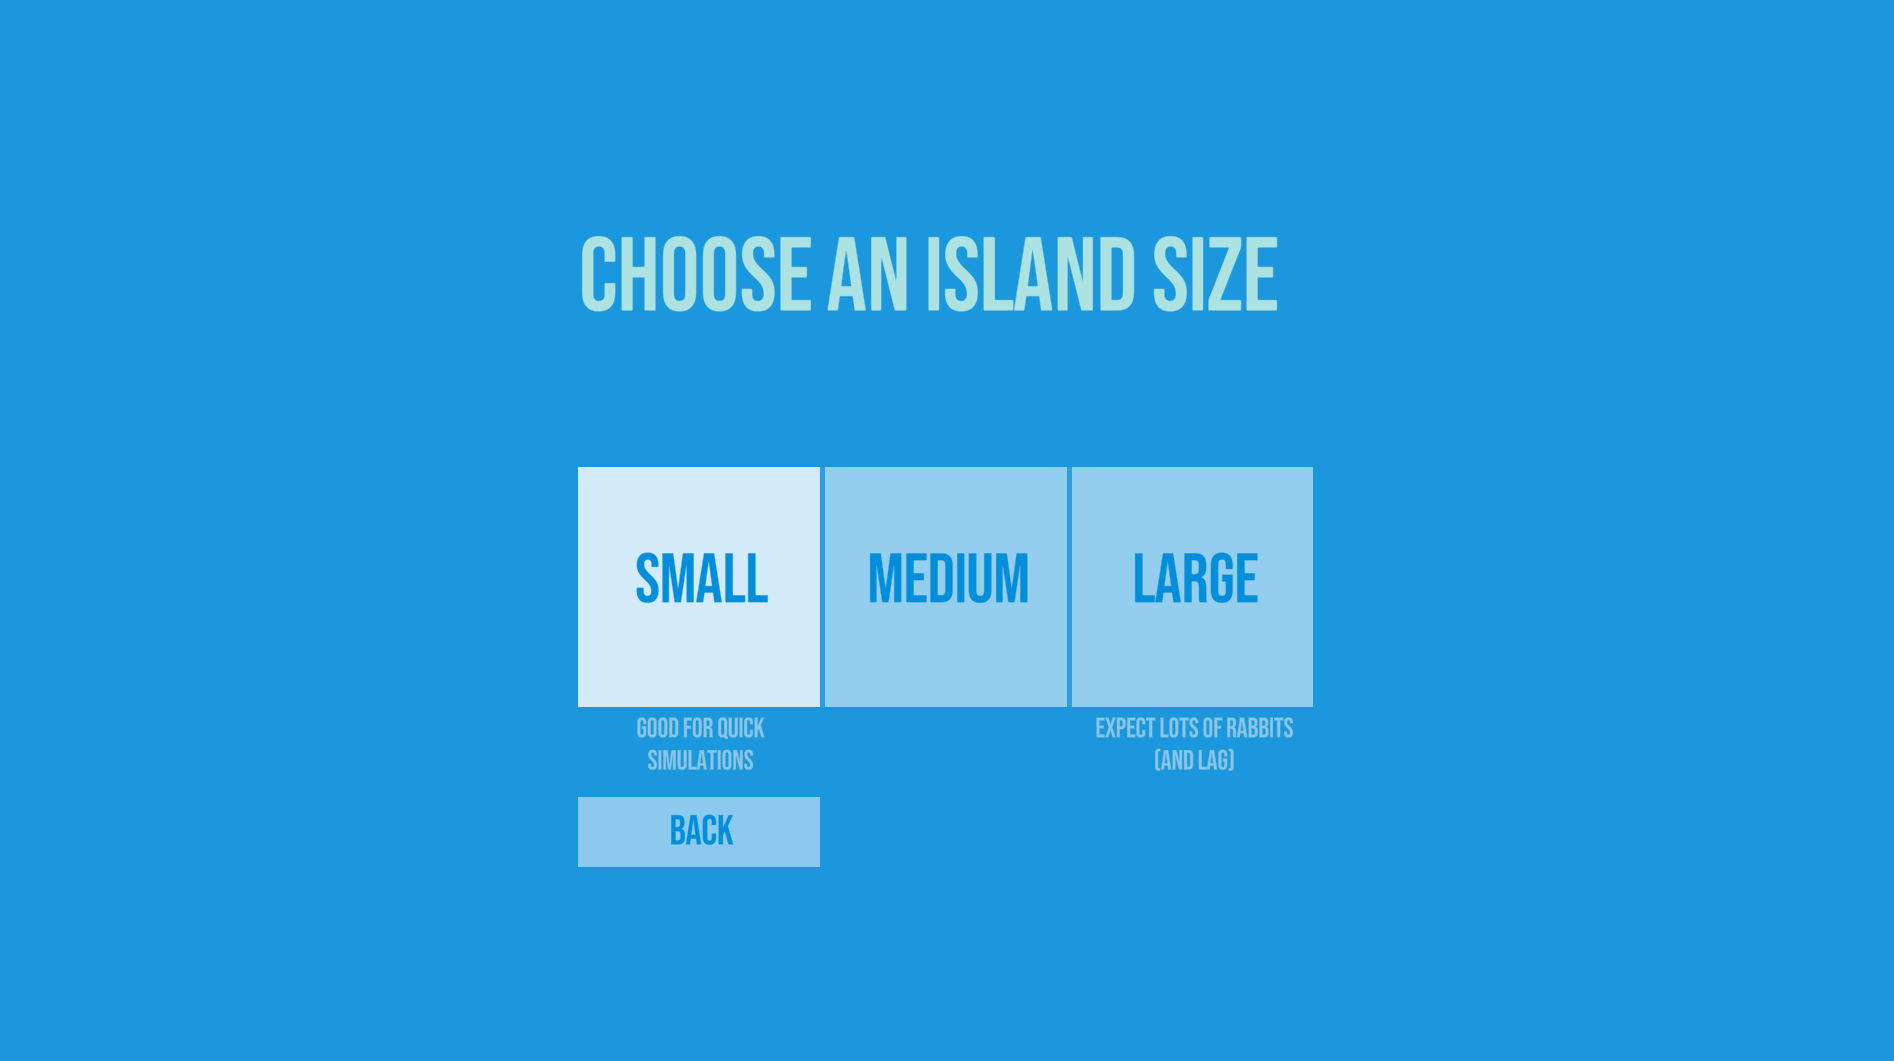 CHOOSE AN ISLAND SIZE
SMALL
MEDIUM
LARGE
GOOD FOR QUICK
SIMULATIONS
EXPECT LOTS OF RABBITS
(AND LAG)
BACK